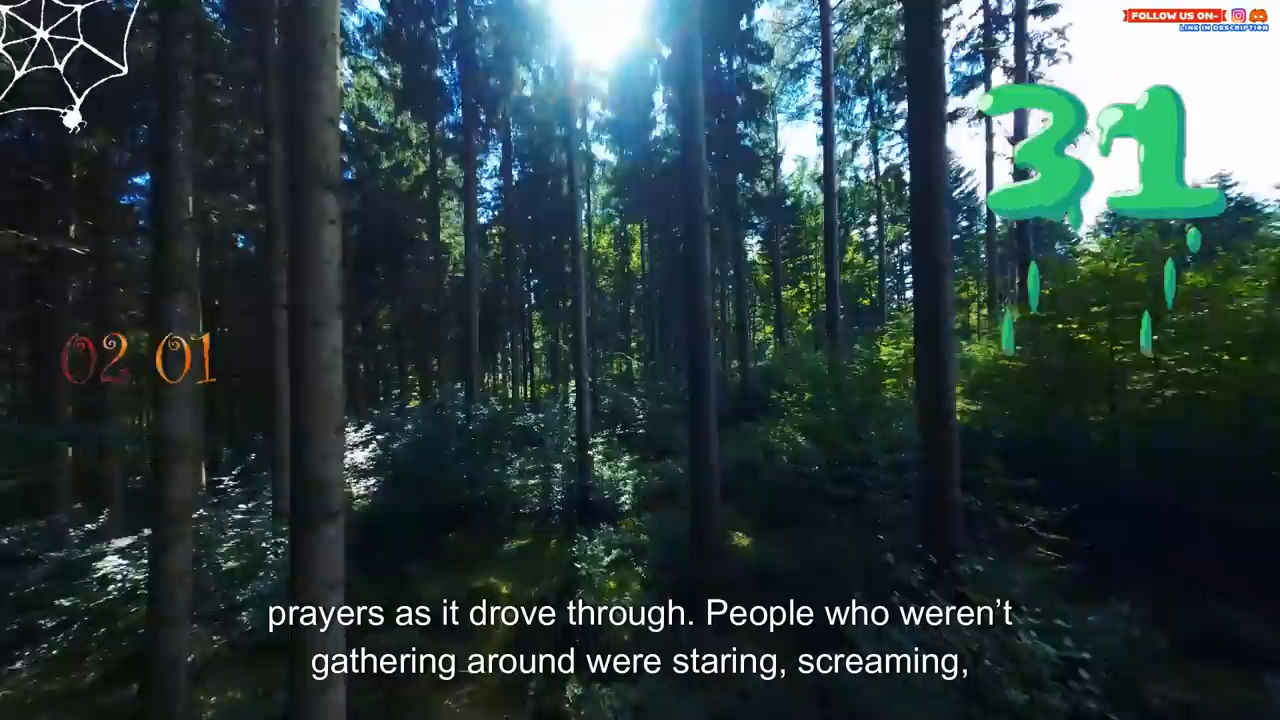 FOLLOW US ON-
LINK IN DESCRIPTION
31
02 01
prayers as it drove through. People who weren’t
gathering around were staring, screaming,